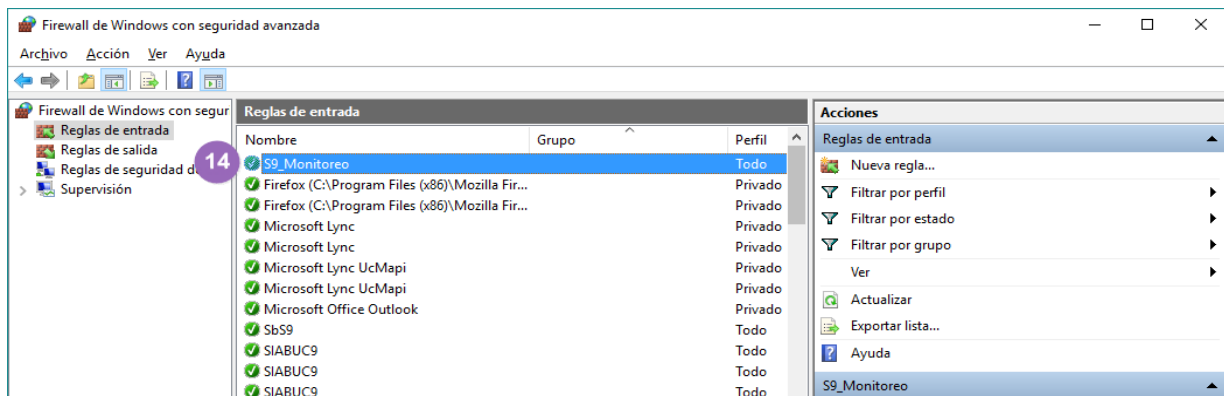 Firewall de Windows con seguridad avanzada
Archivo Acción Ver Ayuda
Firewall de Windows con segur
Reglas de entrada
Reglas de salida
Reglas de seguridad d
Supervisión
14
Reglas de entrada
Nombre Grupo Perfil
S9_Monitoreo Todo
Firefox (C:\Program Files (x86)\Mozilla Fir... Privado
Firefox (C:\Program Files (x86)\Mozilla Fir... Privado
Microsoft Lync Privado
Microsoft Lync Privado
Microsoft Lync UcMapi Privado
Microsoft Lync UcMapi Privado
Microsoft Office Outlook Privado
SbS9 Todo
SIABUC9 Todo
SIABUC9 Todo
SIABUC9 Todo
Acciones
Reglas de entrada
Nueva regla...
Filtrar por perfil
Filtrar por estado
Filtrar por grupo
Ver
Actualizar
Exportar lista...
Ayuda
S9_Monitoreo